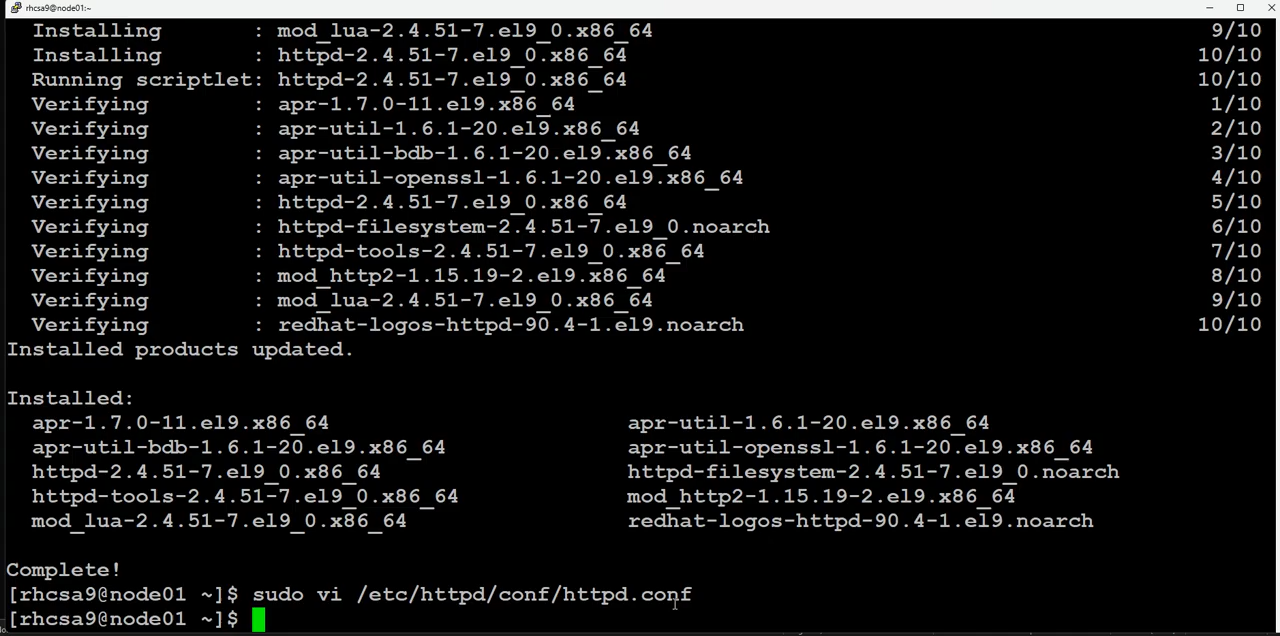 rhcsa9@node01:~
Installing : mod_lua-2.4.51-7.el9_0.x86_64 9/10
Installing : httpd-2.4.51-7.el9_0.x86_64 10/10
Running scriptlet: httpd-2.4.51-7.el9_0.x86_64 10/10
Verifying : apr-1.7.0-11.el9.x86_64 1/10
Verifying : apr-util-1.6.1-20.el9.x86_64 2/10
Verifying : apr-util-bdb-1.6.1-20.el9.x86_64 3/10
Verifying : apr-util-openssl-1.6.1-20.el9.x86_64 4/10
Verifying : httpd-2.4.51-7.el9_0.x86_64 5/10
Verifying : httpd-filesystem-2.4.51-7.el9_0.noarch 6/10
Verifying : httpd-tools-2.4.51-7.el9_0.x86_64 7/10
Verifying : mod_http2-1.15.19-2.el9.x86_64 8/10
Verifying : mod_lua-2.4.51-7.el9_0.x86_64 9/10
Verifying : redhat-logos-httpd-90.4-1.el9.noarch 10/10
Installed products updated.
Installed:
apr-1.7.0-11.el9.x86_64 apr-util-1.6.1-20.el9.x86_64
apr-util-bdb-1.6.1-20.el9.x86_64 apr-util-openssl-1.6.1-20.el9.x86_64
httpd-2.4.51-7.el9_0.x86_64 httpd-filesystem-2.4.51-7.el9_0.noarch
httpd-tools-2.4.51-7.el9_0.x86_64 mod_http2-1.15.19-2.el9.x86_64
mod_lua-2.4.51-7.el9_0.x86_64 redhat-logos-httpd-90.4-1.el9.noarch
Complete!
[rhcsa9@node01 ~]$ sudo vi /etc/httpd/conf/httpd.conf
[rhcsa9@node01 ~]$